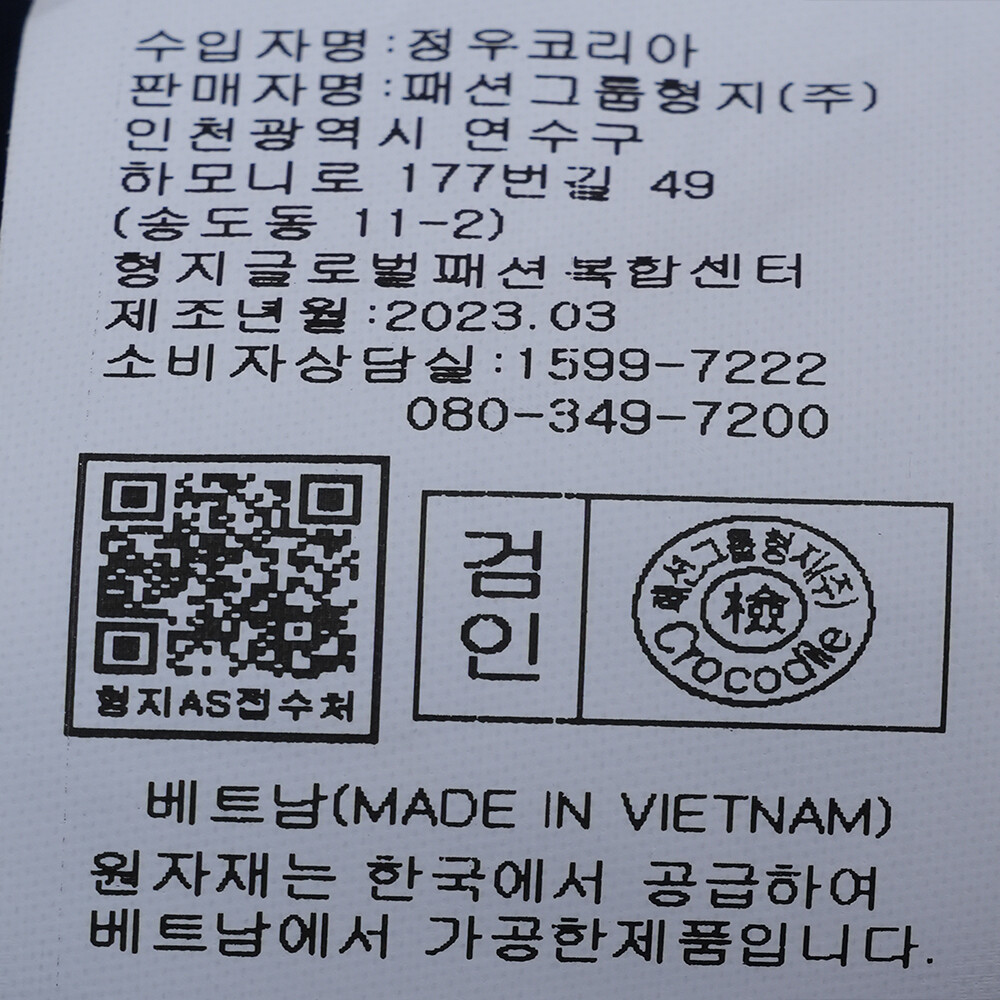 수입자명:정우코리아
판매자명:패션그룹형지(주)
인천광역시 연수구
하모니로 177번길 49
(송도동 11-2)
형지글로벌패션복합센터
제조년월:2023.03
소비자상담실:1599-7222
080-349-7200
형지AS접수처
검인
패션그룹형지(주)
檢
Crocodile
베트남(MADE IN VIETNAM)
원자재는 한국에서 공급하여
베트남에서 가공한제품입니다.